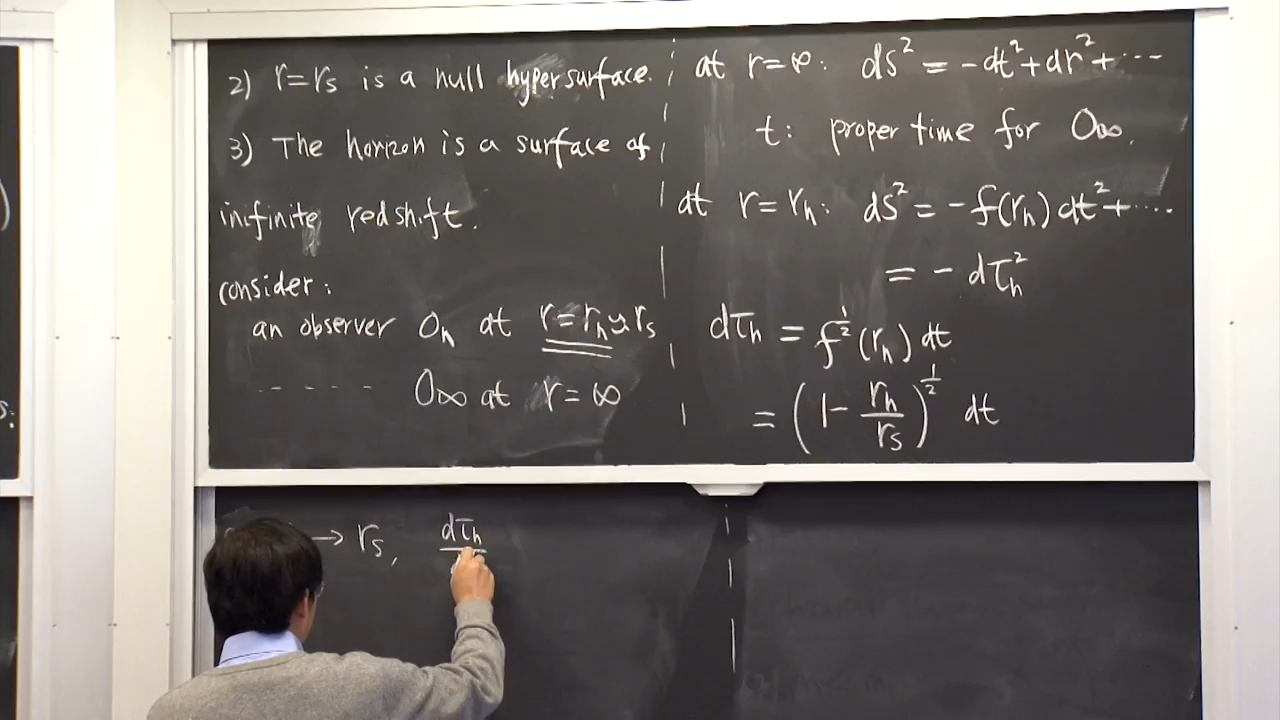 2) r=rs is a null hypersurface.
3) The horizon is a surface of
inifinite redshift.
consider:
an observer Oh at r=rh≃rs
- - - - - O∞ at r=∞
at r=∞: ds² = -dt²+dr²+···
t: proper time for O∞.
at r=rh: ds² = -f(rh)dt²+···
= - dτh²
dτh = f^{1/2}(rh) dt
= (1- rh/rs)^{1/2} dt
→ rs, dτh